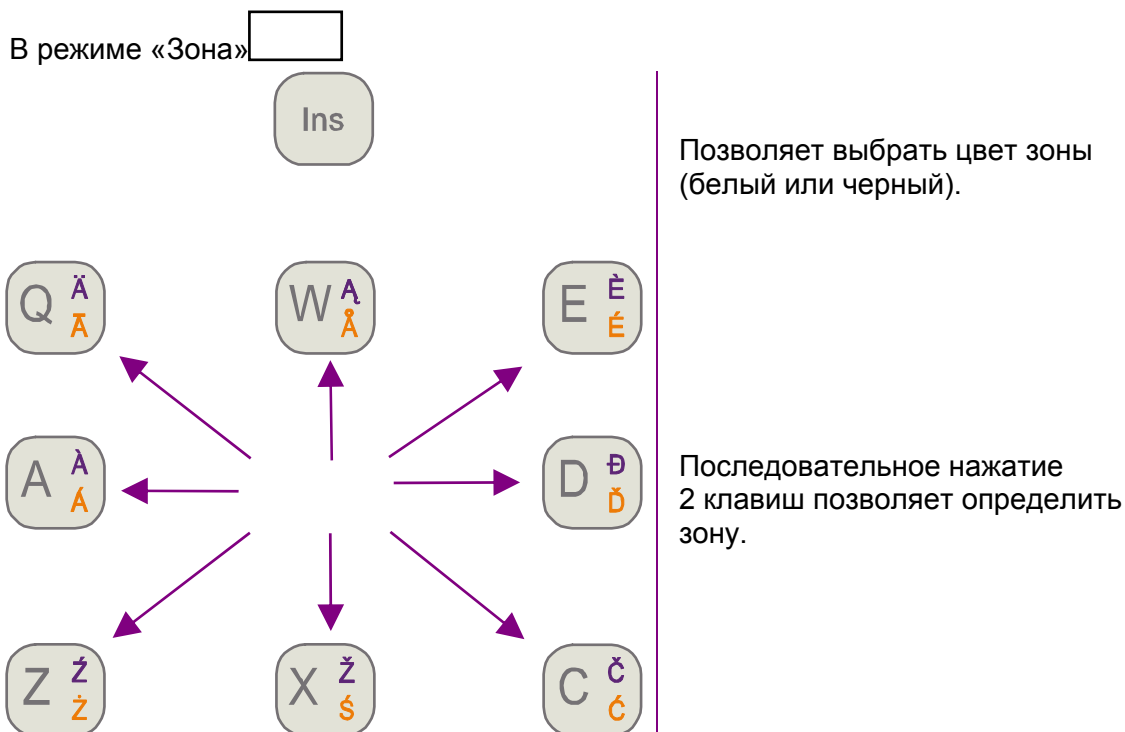 В режиме «Зона»
Ins
Позволяет выбрать цвет зоны
(белый или черный).
Q Ä Ā
W Ą Å
E È É
A À Á
D Đ Ď
Последовательное нажатие
2 клавиш позволяет определить
зону.
Z Ź Ż
X Ž Ś
C Č Ć